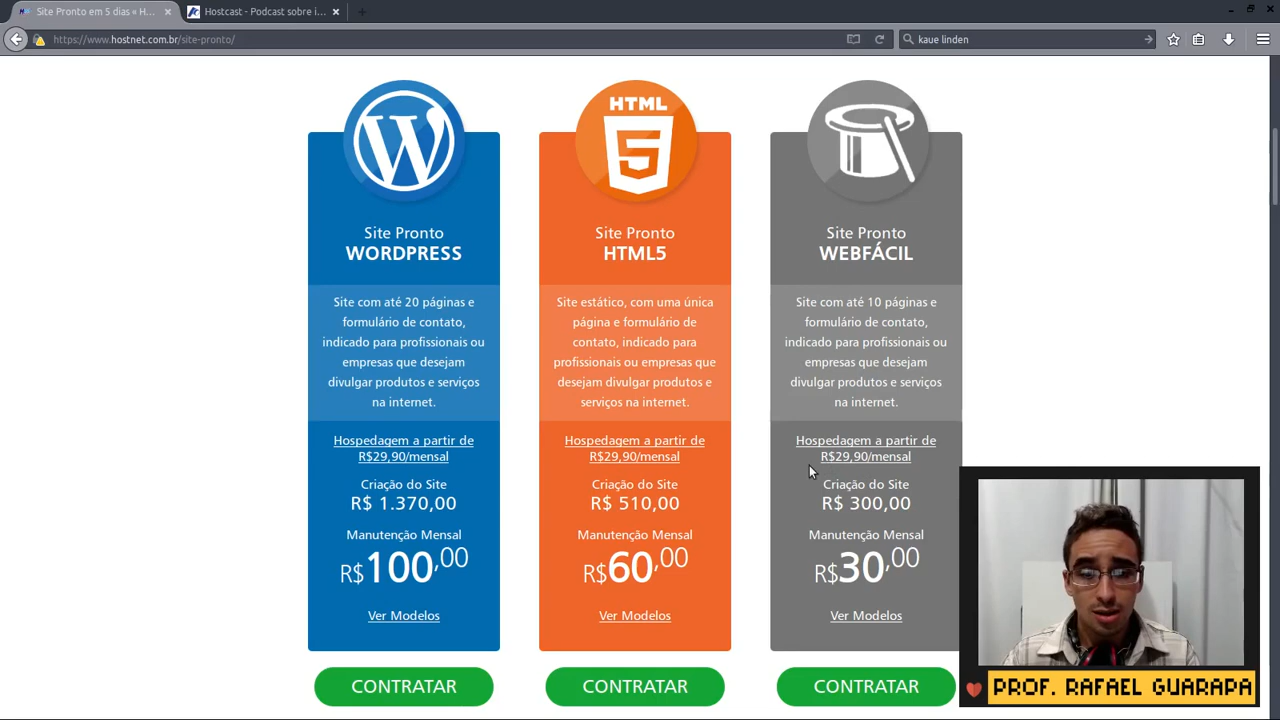 Site Pronto em 5 dias « H...
Hostcast - Podcast sobre i...
https://www.hostnet.com.br/site-pronto/
kaue linden
HTML
5
W
Site Pronto
WORDPRESS
Site com até 20 páginas e
formulário de contato,
indicado para profissionais ou
empresas que desejam
divulgar produtos e serviços
na internet.
Hospedagem a partir de
R$29,90/mensal
Criação do Site
R$ 1.370,00
Manutenção Mensal
R$100,00
Ver Modelos
CONTRATAR
Site Pronto
HTML5
Site estático, com uma única
página e formulário de
contato, indicado para
profissionais ou empresas que
desejam divulgar produtos e
serviços na internet.
Hospedagem a partir de
R$29,90/mensal
Criação do Site
R$ 510,00
Manutenção Mensal
R$60,00
Ver Modelos
CONTRATAR
Site Pronto
WEBFÁCIL
Site com até 10 páginas e
formulário de contato,
indicado para profissionais ou
empresas que desejam
divulgar produtos e serviços
na internet.
Hospedagem a partir de
R$29,90/mensal
Criação do Site
R$ 300,00
Manutenção Mensal
R$30,00
Ver Modelos
CONTRATAR
PROF. RAFAEL GUARAPA